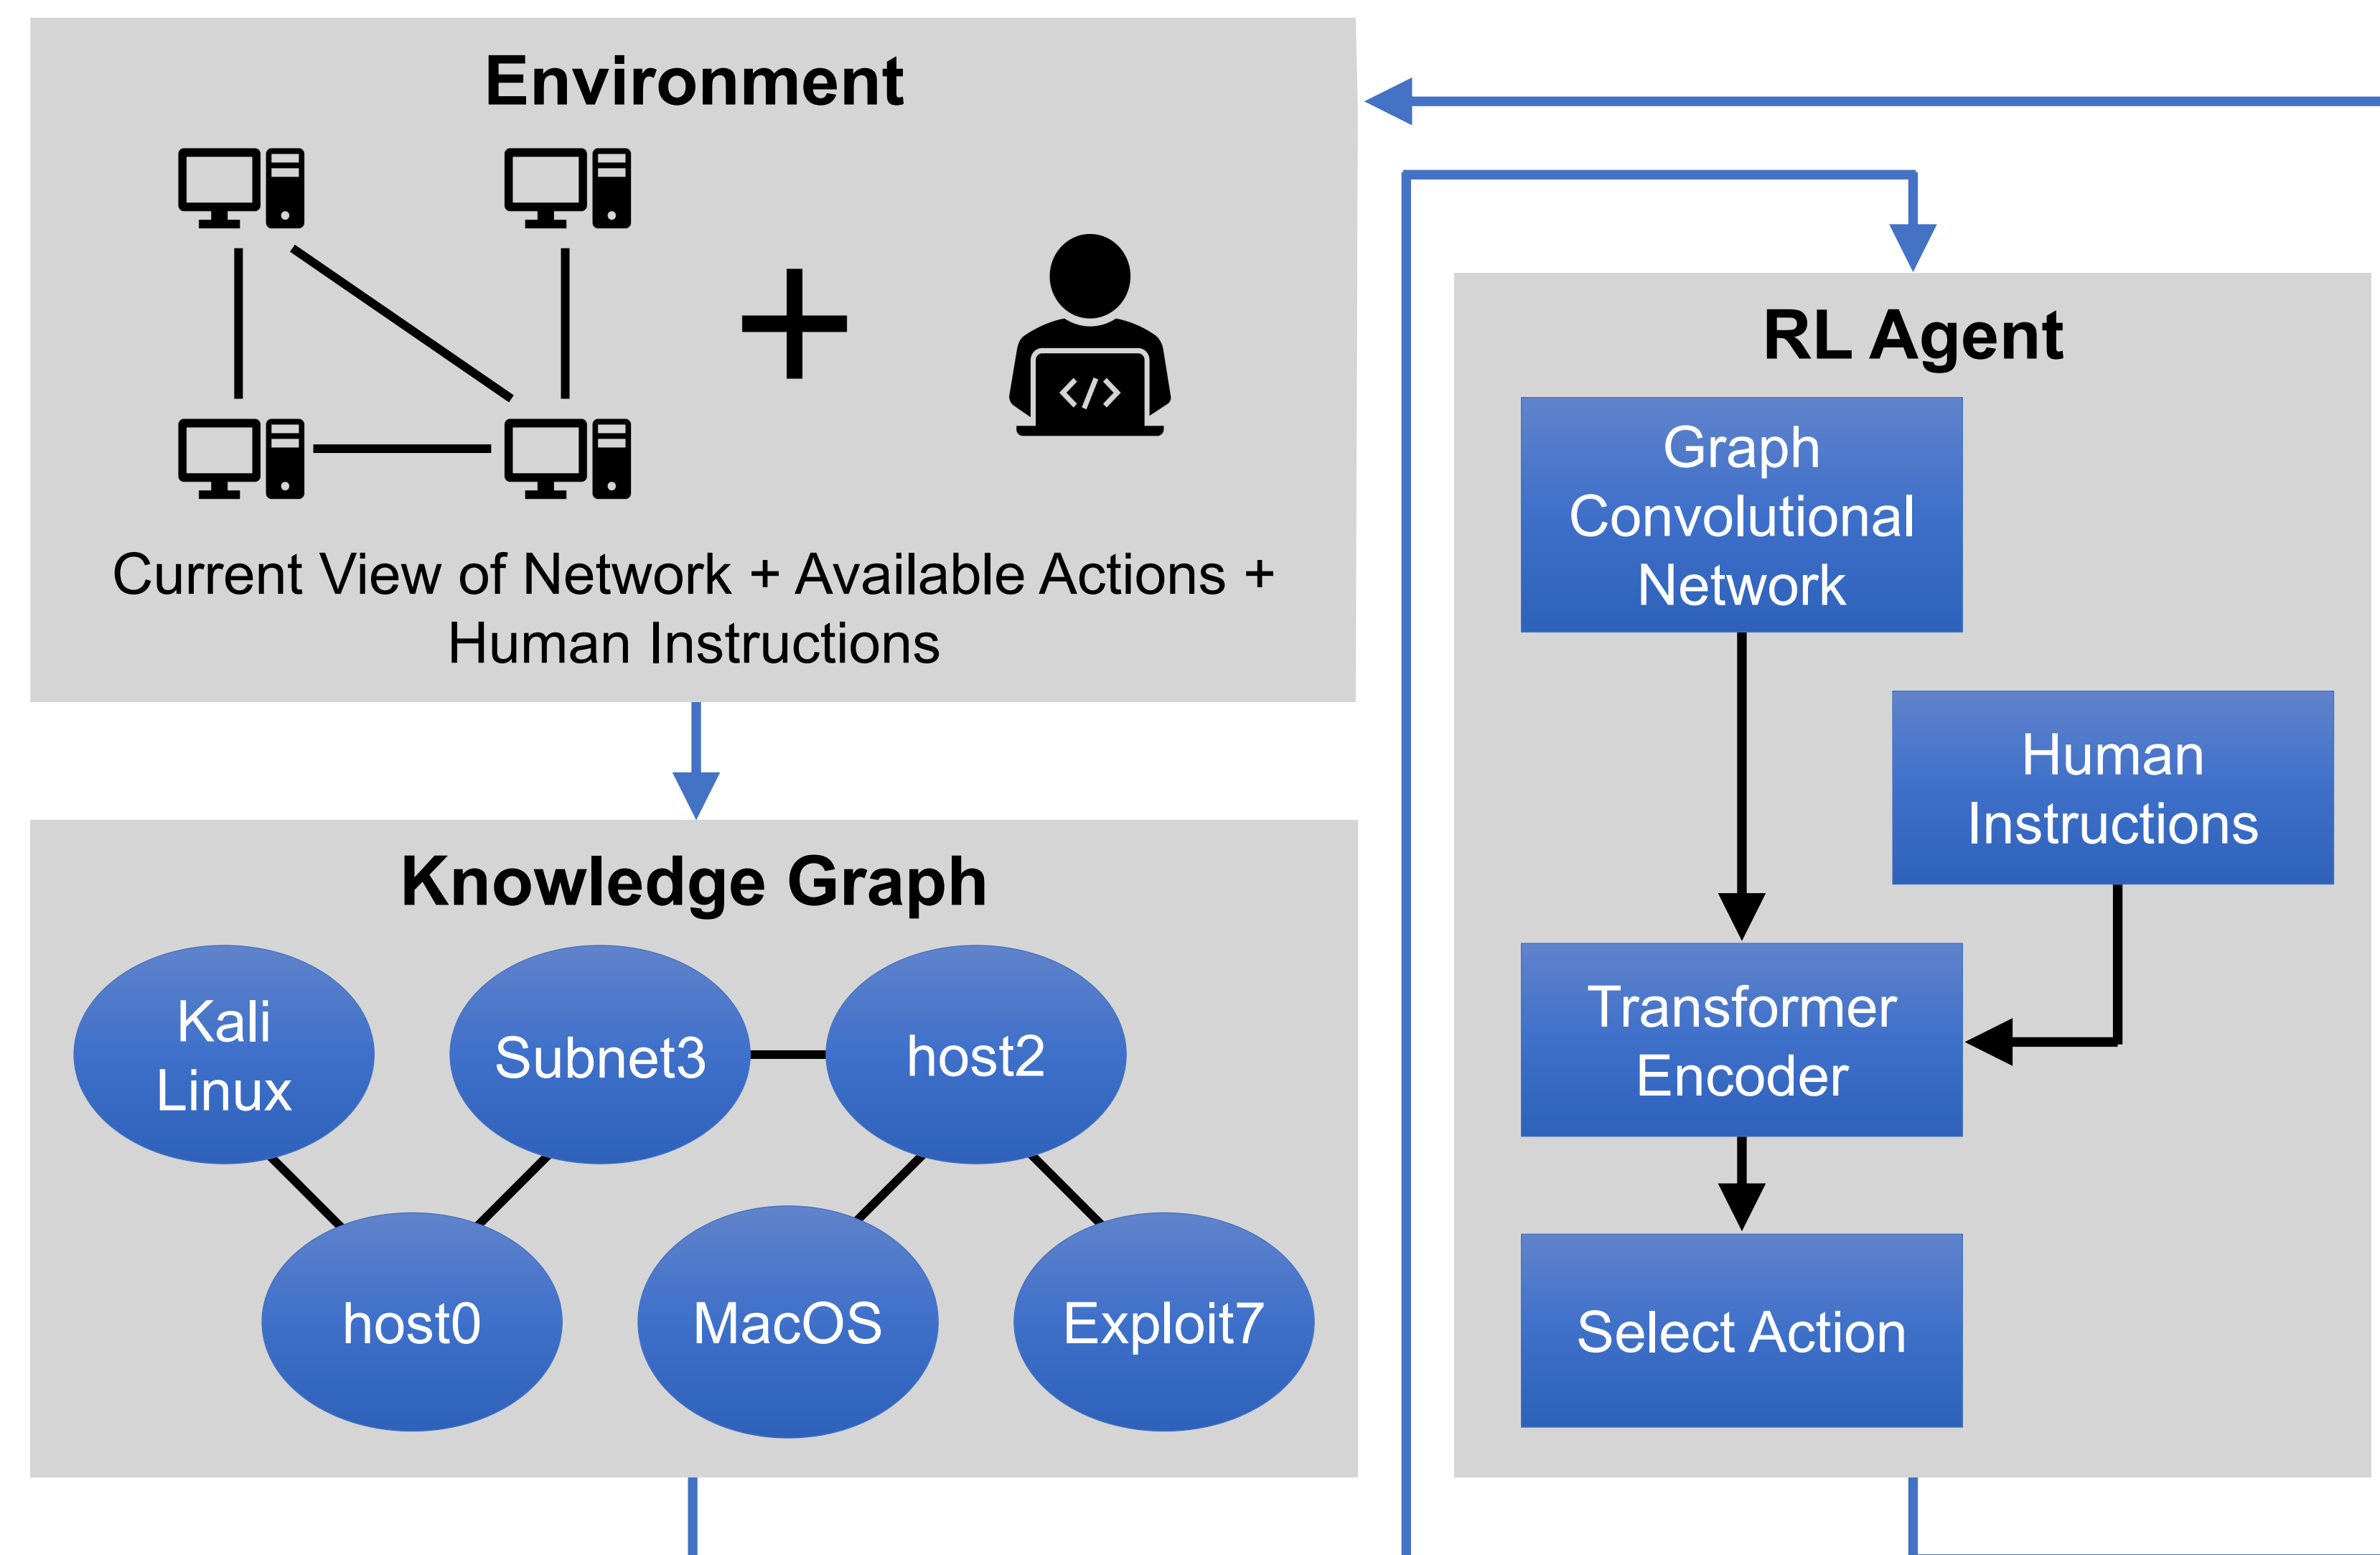 Environment
</>
Current View of Network + Available Actions +
Human Instructions
Knowledge Graph
Kali
Linux
Subnet3
host2
host0
MacOS
Exploit7
RL Agent
Graph
Convolutional
Network
Human
Instructions
Transformer
Encoder
Select Action